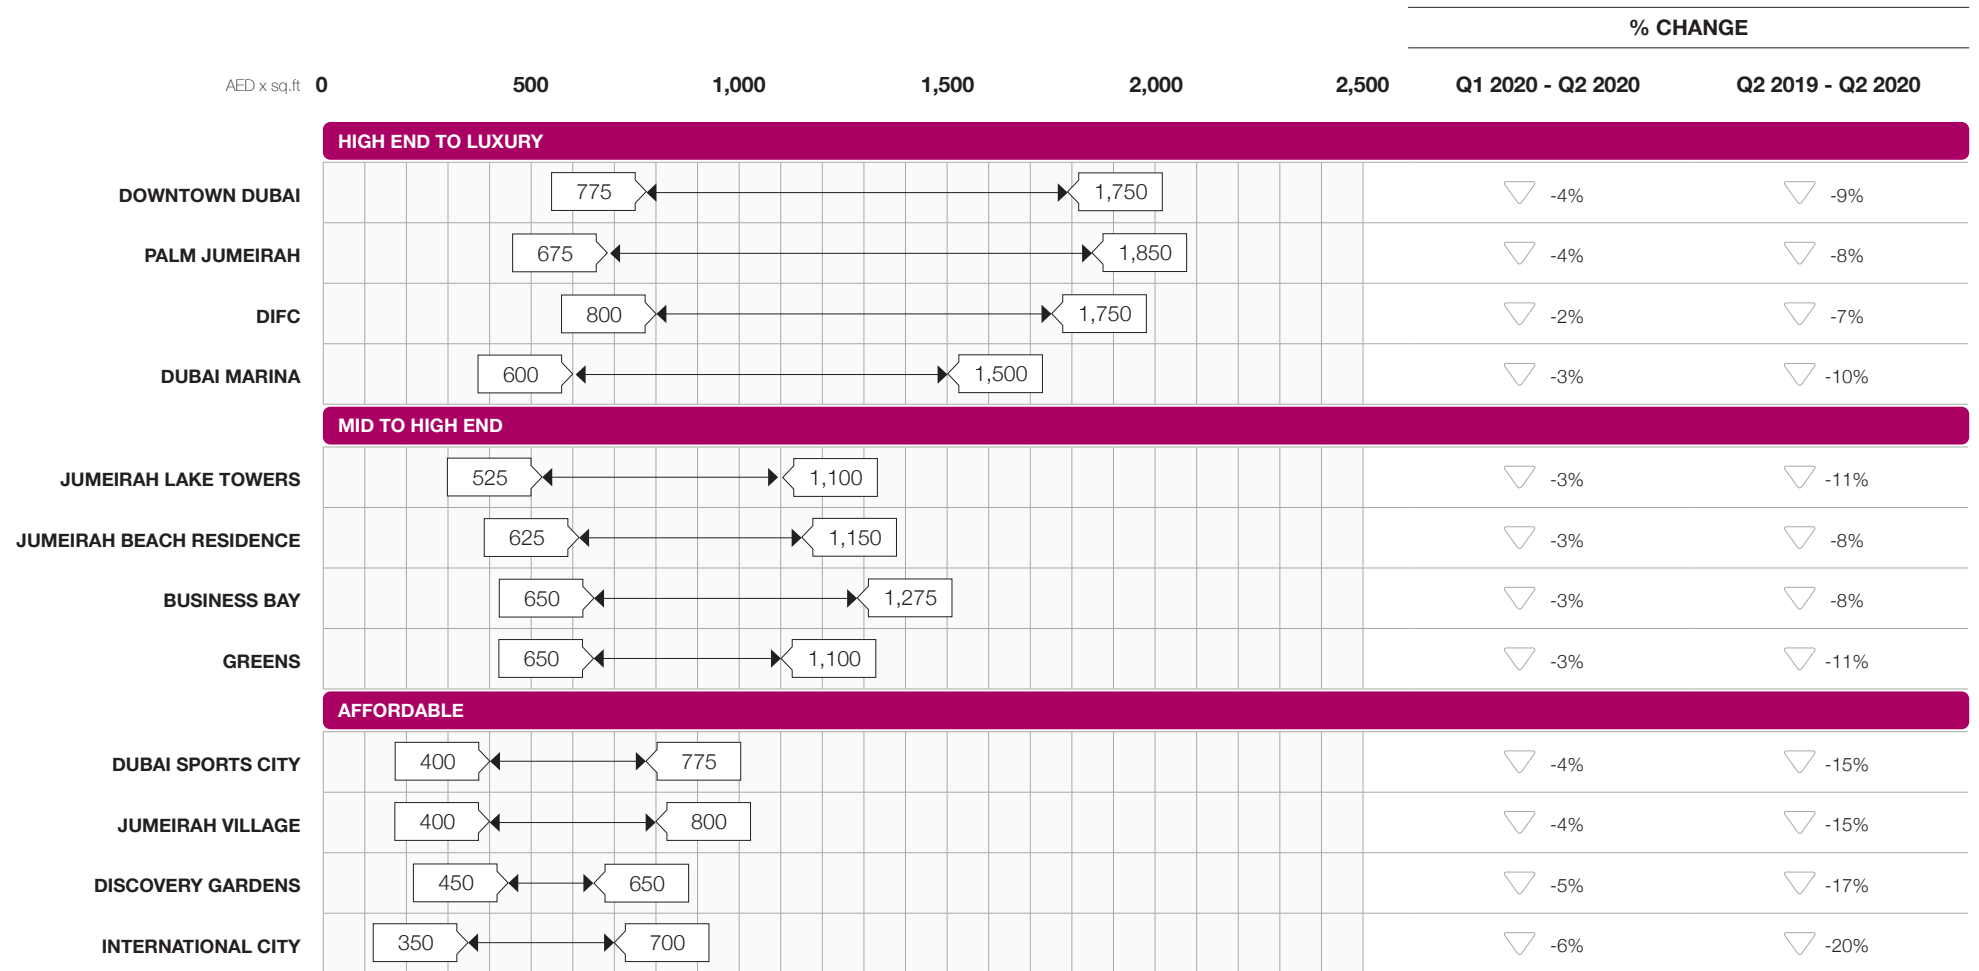 % CHANGE
AED x sq.ft 0 500 1,000 1,500 2,000 2,500 Q1 2020 - Q2 2020 Q2 2019 - Q2 2020
HIGH END TO LUXURY
DOWNTOWN DUBAI 775 1,750 -4% -9%
PALM JUMEIRAH 675 1,850 -4% -8%
DIFC 800 1,750 -2% -7%
DUBAI MARINA 600 1,500 -3% -10%
MID TO HIGH END
JUMEIRAH LAKE TOWERS 525 1,100 -3% -11%
JUMEIRAH BEACH RESIDENCE 625 1,150 -3% -8%
BUSINESS BAY 650 1,275 -3% -8%
GREENS 650 1,100 -3% -11%
AFFORDABLE
DUBAI SPORTS CITY 400 775 -4% -15%
JUMEIRAH VILLAGE 400 800 -4% -15%
DISCOVERY GARDENS 450 650 -5% -17%
INTERNATIONAL CITY 350 700 -6% -20%